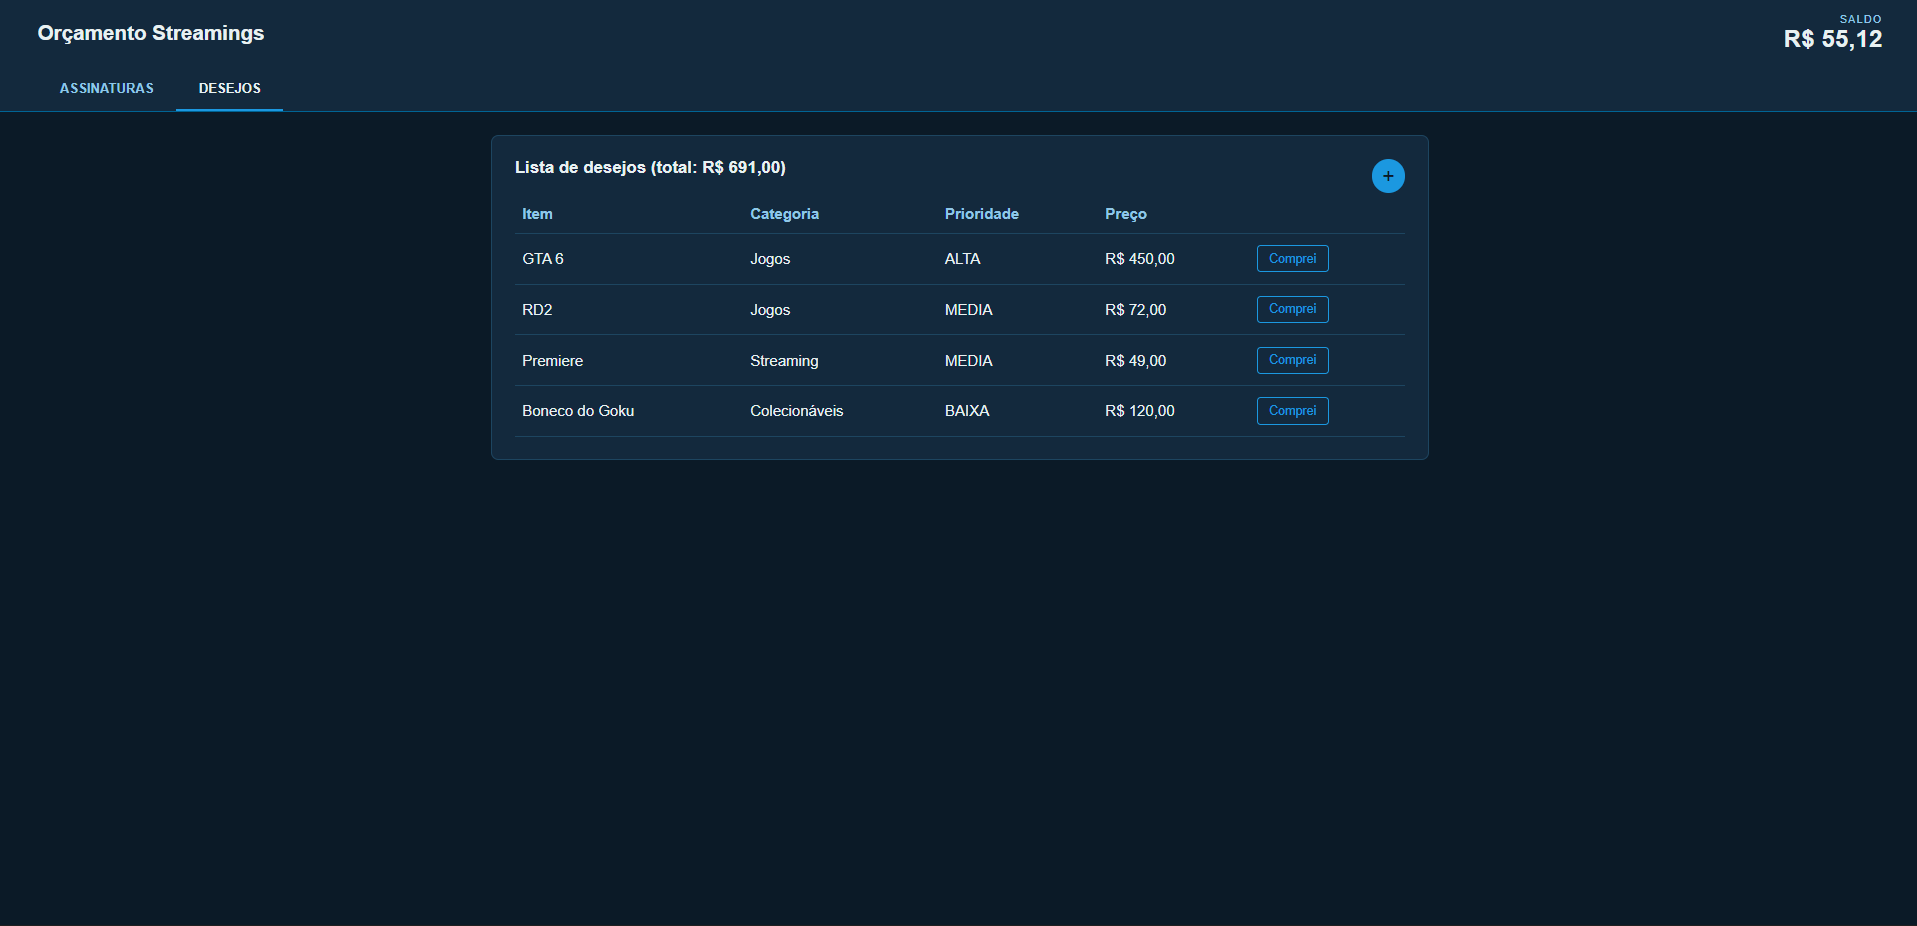 Orçamento Streamings
SALDO
R$ 55,12
ASSINATURAS DESEJOS
Lista de desejos (total: R$ 691,00)
+
Item Categoria Prioridade Preço
GTA 6 Jogos ALTA R$ 450,00 Comprei
RD2 Jogos MEDIA R$ 72,00 Comprei
Premiere Streaming MEDIA R$ 49,00 Comprei
Boneco do Goku Colecionáveis BAIXA R$ 120,00 Comprei